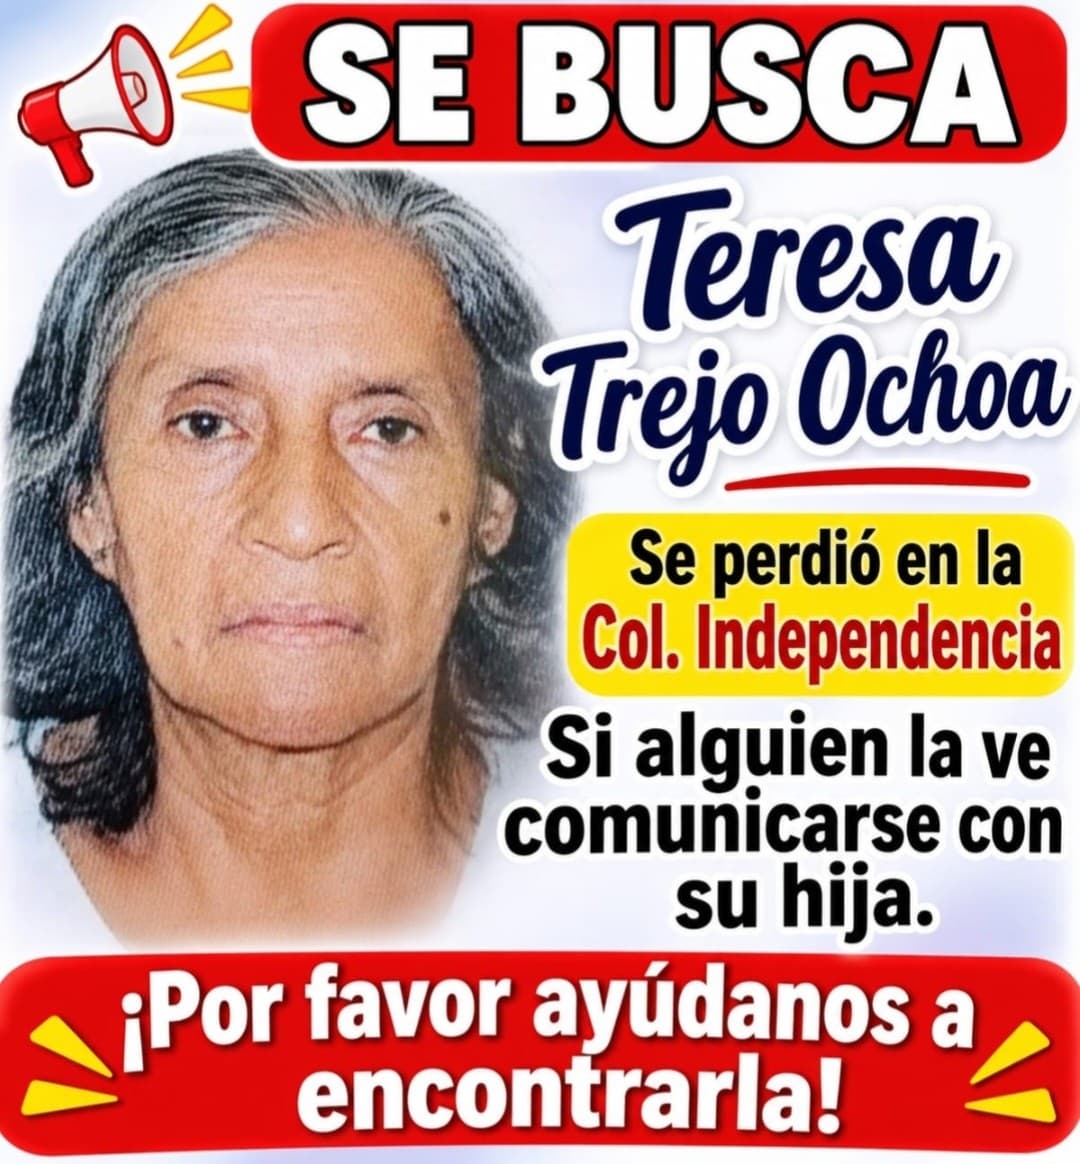 SE BUSCA
Teresa
Trejo Ochoa
Se perdió en la
Col. Independencia
Si alguien la ve
comunicarse con
su hija.
¡Por favor ayúdanos a
encontrarla!